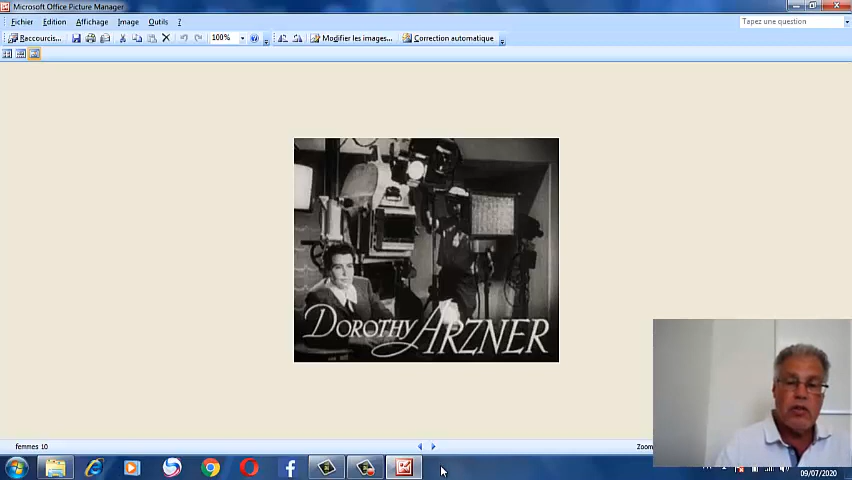 Microsoft Office Picture Manager
Fichier Edition Affichage Image Outils ?
Tapez une question
Raccourcis... 100% Modifier les images... Correction automatique
DOROTHY ARZNER
femmes 10
Zoom
09/07/2020